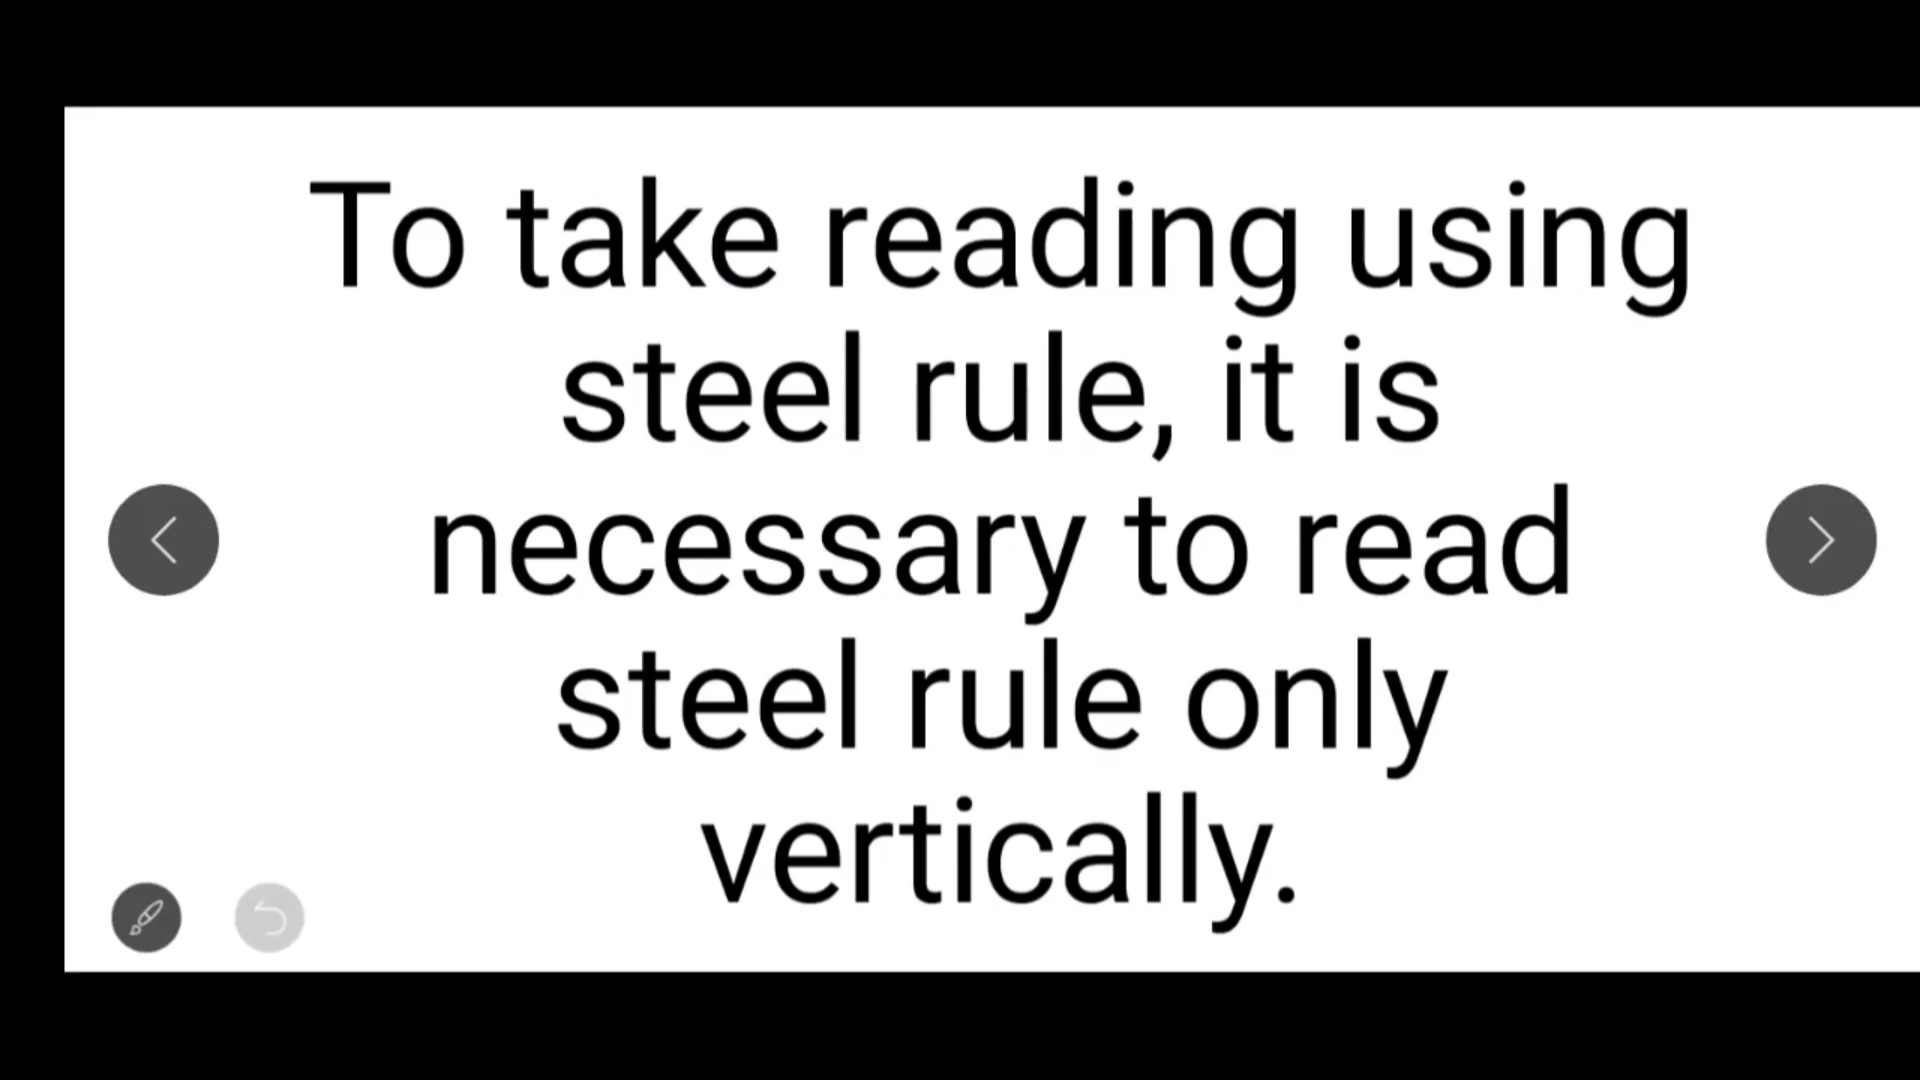 To take reading using
steel rule, it is
necessary to read
steel rule only
vertically.